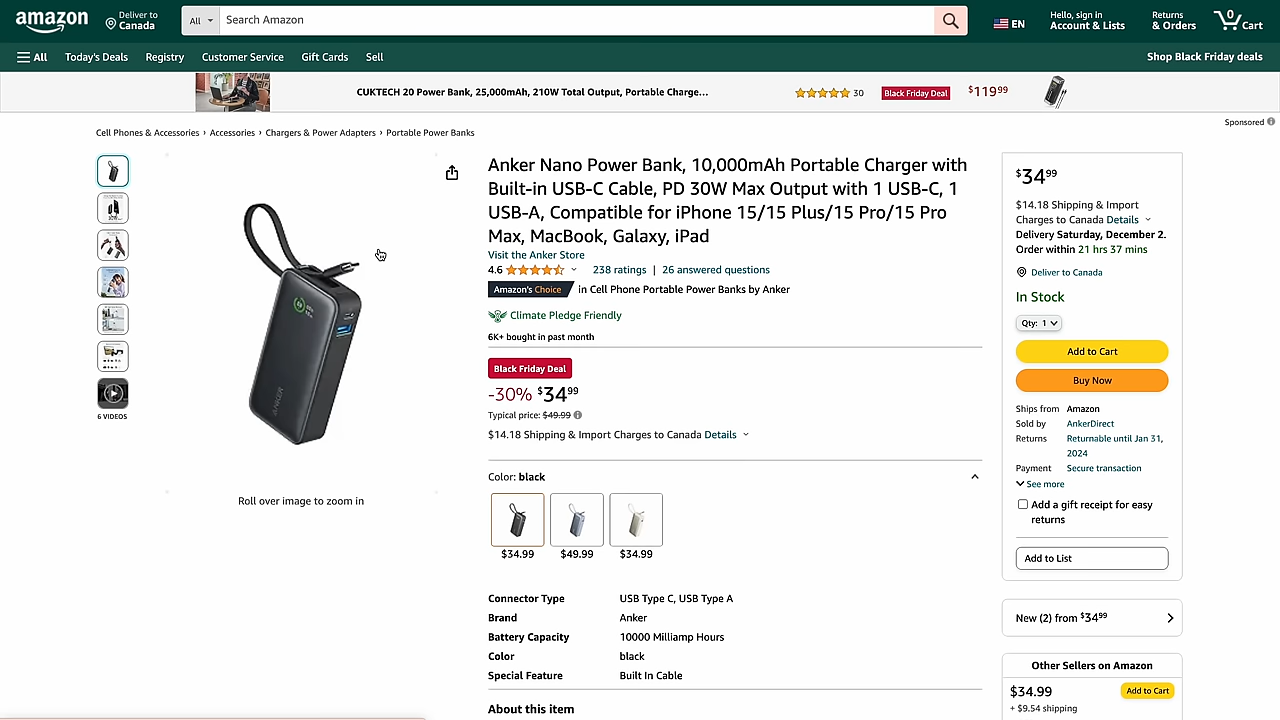 amazon
Deliver to
Canada
All
Search Amazon
EN
Hello, sign in
Account & Lists
Returns
& Orders
0
Cart
All
Today's Deals
Registry
Customer Service
Gift Cards
Sell
Shop Black Friday deals
CUKTECH 20 Power Bank, 25,000mAh, 210W Total Output, Portable Charge...
30
Black Friday Deal
$119 99
Sponsored
Cell Phones & Accessories › Accessories › Chargers & Power Adapters › Portable Power Banks
6 VIDEOS
ANKER
Roll over image to zoom in
Anker Nano Power Bank, 10,000mAh Portable Charger with
Built-in USB-C Cable, PD 30W Max Output with 1 USB-C, 1
USB-A, Compatible for iPhone 15/15 Plus/15 Pro/15 Pro
Max, MacBook, Galaxy, iPad
Visit the Anker Store
4.6
238 ratings | 26 answered questions
Amazon's Choice in Cell Phone Portable Power Banks by Anker
Climate Pledge Friendly
6K+ bought in past month
Black Friday Deal
-30% $34 99
Typical price: $49.99
$14.18 Shipping & Import Charges to Canada Details
Color: black
$34.99
$49.99
$34.99
Connector Type USB Type C, USB Type A
Brand Anker
Battery Capacity 10000 Milliamp Hours
Color black
Special Feature Built In Cable
About this item
$34 99
$14.18 Shipping & Import
Charges to Canada Details
Delivery Saturday, December 2.
Order within 21 hrs 37 mins
Deliver to Canada
In Stock
Qty: 1
Add to Cart
Buy Now
Ships from Amazon
Sold by AnkerDirect
Returns Returnable until Jan 31,
2024
Payment Secure transaction
See more
Add a gift receipt for easy
returns
Add to List
New (2) from $34 99
Other Sellers on Amazon
$34.99
Add to Cart
+ $9.54 shipping